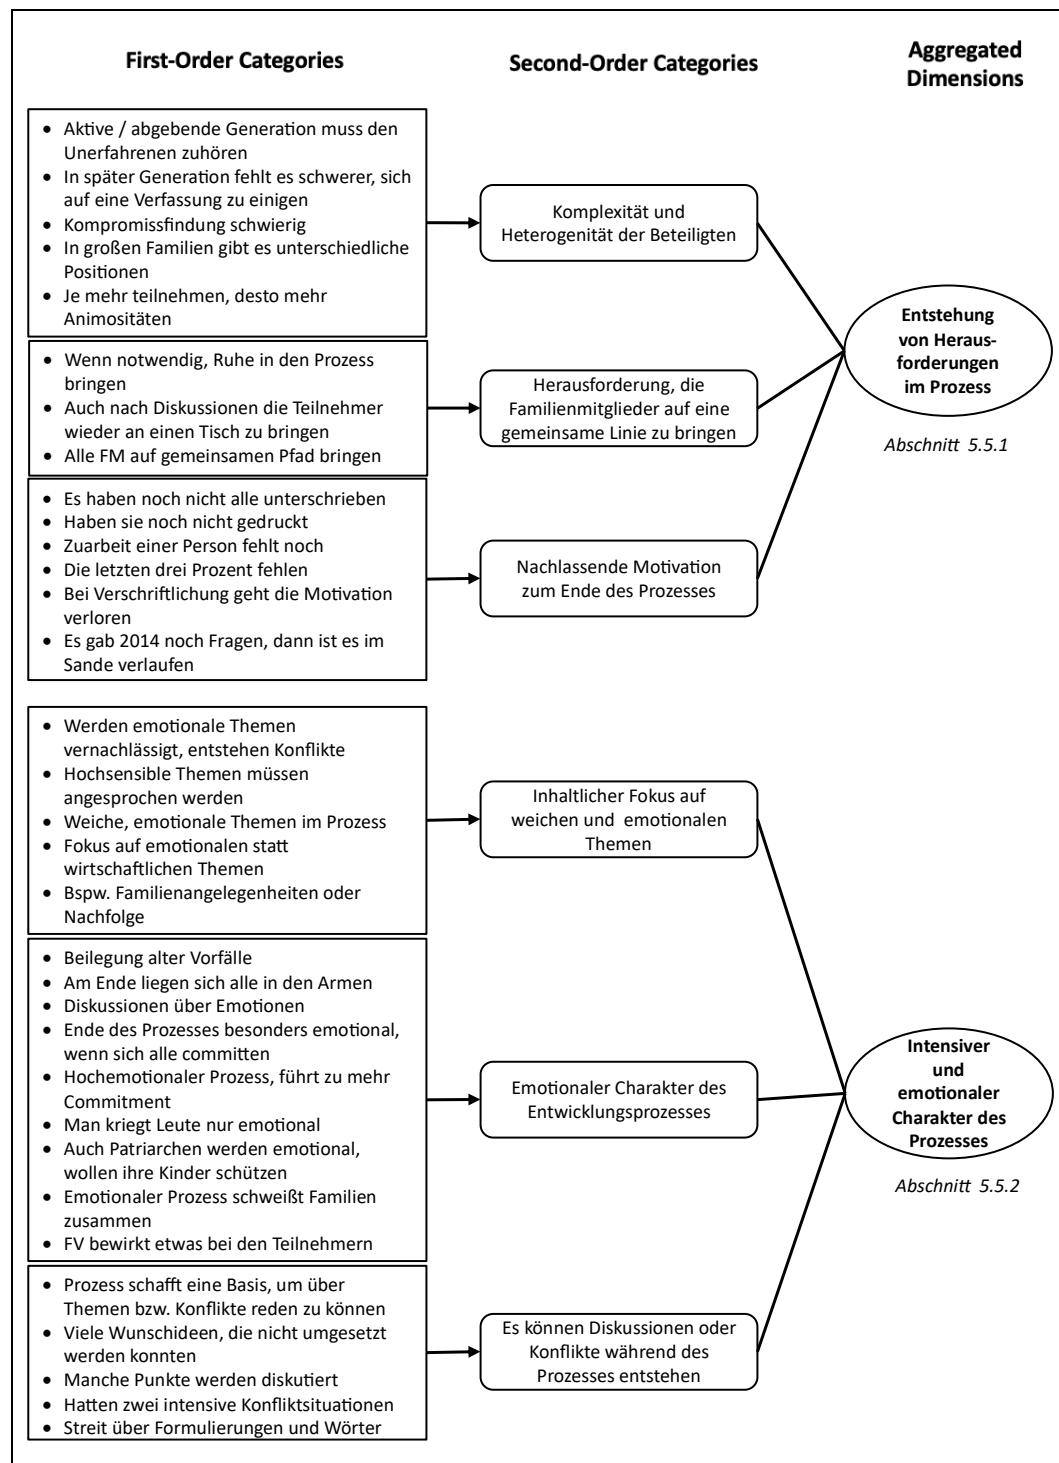 First-Order Categories
Second-Order Categories
Aggregated
Dimensions
• Aktive / abgebende Generation muss den
Unerfahrenen zuhören
• In später Generation fehlt es schwerer, sich
auf eine Verfassung zu einigen
• Kompromissfindung schwierig
• In großen Familien gibt es unterschiedliche
Positionen
• Je mehr teilnehmen, desto mehr
Animositäten
Komplexität und
Heterogenität der Beteiligten
• Wenn notwendig, Ruhe in den Prozess
bringen
• Auch nach Diskussionen die Teilnehmer
wieder an einen Tisch zu bringen
• Alle FM auf gemeinsamen Pfad bringen
Herausforderung, die
Familienmitglieder auf eine
gemeinsame Linie zu bringen
• Es haben noch nicht alle unterschrieben
• Haben sie noch nicht gedruckt
• Zuarbeit einer Person fehlt noch
• Die letzten drei Prozent fehlen
• Bei Verschriftlichung geht die Motivation
verloren
• Es gab 2014 noch Fragen, dann ist es im
Sande verlaufen
Nachlassende Motivation
zum Ende des Prozesses
Entstehung
von Heraus-
forderungen
im Prozess
Abschnitt 5.5.1
• Werden emotionale Themen
vernachlässigt, entstehen Konflikte
• Hochsensible Themen müssen
angesprochen werden
• Weiche, emotionale Themen im Prozess
• Fokus auf emotionalen statt
wirtschaftlichen Themen
• Bspw. Familienangelegenheiten oder
Nachfolge
Inhaltlicher Fokus auf
weichen und emotionalen
Themen
• Beilegung alter Vorfälle
• Am Ende liegen sich alle in den Armen
• Diskussionen über Emotionen
• Ende des Prozesses besonders emotional,
wenn sich alle committen
• Hochemotionaler Prozess, führt zu mehr
Commitment
• Man kriegt Leute nur emotional
• Auch Patriarchen werden emotional,
wollen ihre Kinder schützen
• Emotionaler Prozess schweißt Familien
zusammen
• FV bewirkt etwas bei den Teilnehmern
Emotionaler Charakter des
Entwicklungsprozesses
• Prozess schafft eine Basis, um über
Themen bzw. Konflikte reden zu können
• Viele Wunschideen, die nicht umgesetzt
werden konnten
• Manche Punkte werden diskutiert
• Hatten zwei intensive Konfliktsituationen
• Streit über Formulierungen und Wörter
Es können Diskussionen oder
Konflikte während des
Prozesses entstehen
Intensiver
und
emotionaler
Charakter des
Prozesses
Abschnitt 5.5.2